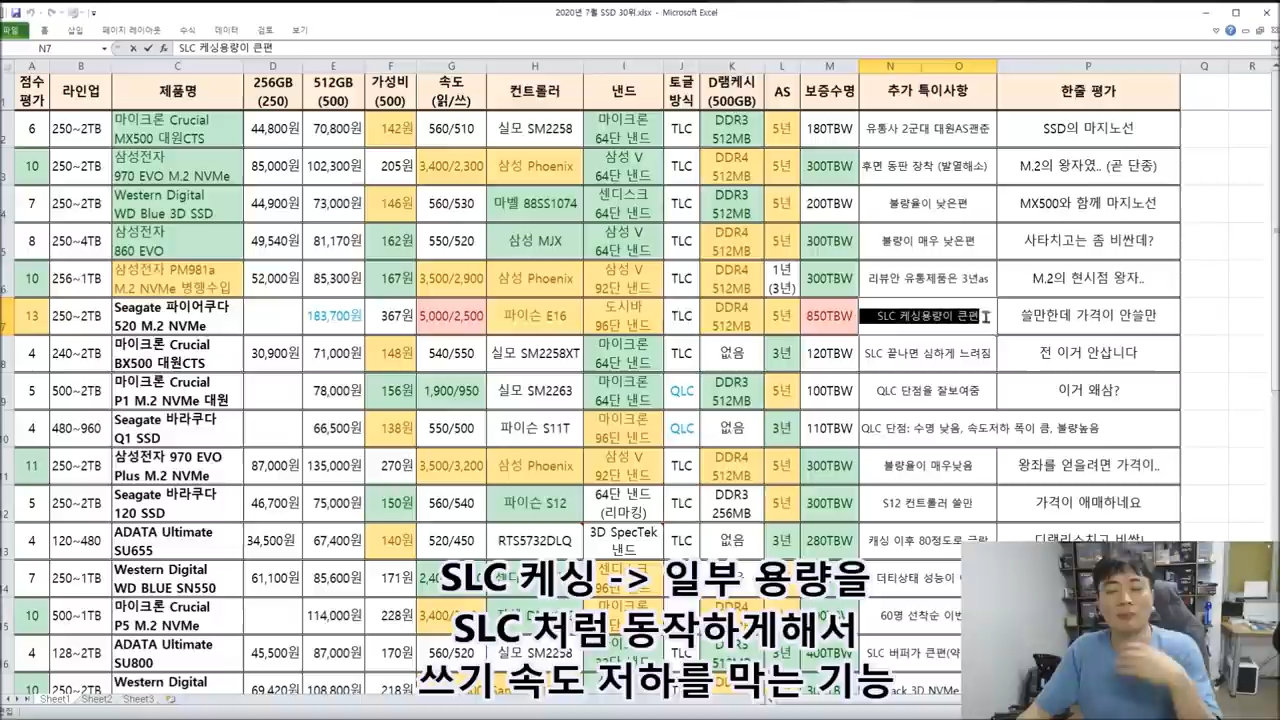 2020년 7월 SSD 30위.xlsx - Microsoft Excel
파일 홈 삽입 페이지 레이아웃 수식 데이터 검토 보기
N7 fx SLC 케싱용량이 큰편
A B C D E F G H I J K L M N O P Q R
점수 평가 라인업 제품명 256GB (250) 512GB (500) 가성비 (500) 속도 (읽/쓰) 컨트롤러 낸드 토글 방식 D램케시 (500GB) AS 보증수명 추가 특이사항 한줄 평가
6 250~2TB 마이크론 Crucial MX500 대원CTS 44,800원 70,800원 142원 560/510 실모 SM2258 마이크론 64단 낸드 TLC DDR3 512MB 5년 180TBW 유통사 2군대 대원AS괜준 SSD의 마지노선
10 250~2TB 삼성전자 970 EVO M.2 NVMe 85,000원 102,300원 205원 3,400/2,300 삼성 Phoenix 삼성 V 64단 낸드 TLC DDR4 512MB 5년 300TBW 후면 동판 장착 (발열해소) M.2의 왕자였.. (곧 단종)
7 250~2TB Western Digital WD Blue 3D SSD 44,900원 73,000원 146원 560/530 마벨 88SS1074 센디스크 64단 낸드 TLC DDR3 512MB 5년 200TBW 불량율이 낮은편 MX500와 함께 마지노선
8 250~4TB 삼성전자 860 EVO 49,540원 81,170원 162원 550/520 삼성 MJX 삼성 V 64단 낸드 TLC DDR4 512MB 5년 300TBW 불량이 매우 낮은편 사타치고는 좀 비싼데?
10 256~1TB 삼성전자 PM981a M.2 NVMe 병행수입 52,000원 85,300원 167원 3,500/2,900 삼성 Phoenix 삼성 V 92단 낸드 TLC DDR4 512MB 1년 (3년) 300TBW 리뷰안 유통제품은 3년as M.2의 현시점 왕자..
13 250~2TB Seagate 파이어쿠다 520 M.2 NVMe 183,700원 367원 5,000/2,500 파이슨 E16 도시바 96단 낸드 TLC DDR4 512MB 5년 850TBW SLC 케싱용량이 큰편 쓸만한데 가격이 안쓸만
4 240~2TB 마이크론 Crucial BX500 대원CTS 30,900원 71,000원 148원 540/550 실모 SM2258XT 마이크론 64단 낸드 TLC 없음 3년 120TBW SLC 끝나면 심하게 느려짐 전 이거 안삽니다
5 500~2TB 마이크론 Crucial P1 M.2 NVMe 대원 78,000원 156원 1,900/950 실모 SM2263 마이크론 64단 낸드 QLC DDR3 512MB 5년 100TBW QLC 단점을 잘보여줌 이거 왜삼?
4 480~960 Seagate 바라쿠다 Q1 SSD 66,500원 138원 550/500 파이슨 S11T 마이크론 96단 낸드 QLC 없음 3년 110TBW QLC 단점: 수명 낮음, 속도저하 폭이 큼, 불량높음
11 250~2TB 삼성전자 970 EVO Plus M.2 NVMe 87,000원 135,000원 270원 3,500/3,200 삼성 Phoenix 삼성 V 92단 낸드 TLC DDR4 512MB 5년 300TBW 불량율이 매우낮음 왕좌를 얻을려면 가격이..
5 250~2TB Seagate 바라쿠다 120 SSD 46,700원 75,000원 150원 560/540 파이슨 S12 64단 낸드 (리마킹) TLC DDR3 256MB 5년 300TBW S12 컨트롤러 쓸만 가격이 애매하네요
4 120~480 ADATA Ultimate SU655 34,500원 67,400원 140원 520/450 RTS5732DLQ 3D SpecTek 낸드 TLC 없음 3년 280TBW 캐싱 이후 80정도로
7 250~2TB Western Digital WD BLUE SN550 61,100원 85,600원 171원 더티상태 성능이
10 500~1TB 마이크론 Crucial P5 M.2 NVMe 114,000원 228원 60명 선착순
4 128~512 ADATA Ultimate SU800 45,500원 87,000원 170원 560/520 실모 SM2258 TLC SLC 버퍼가 큰편
10 250~2TB Western Digital 69,420원 108,800원 218원
SLC 케싱 -> 일부 용량을
SLC 처럼 동작하게해서
쓰기 속도 저하를 막는 기능
Sheet1 Sheet2 Sheet3